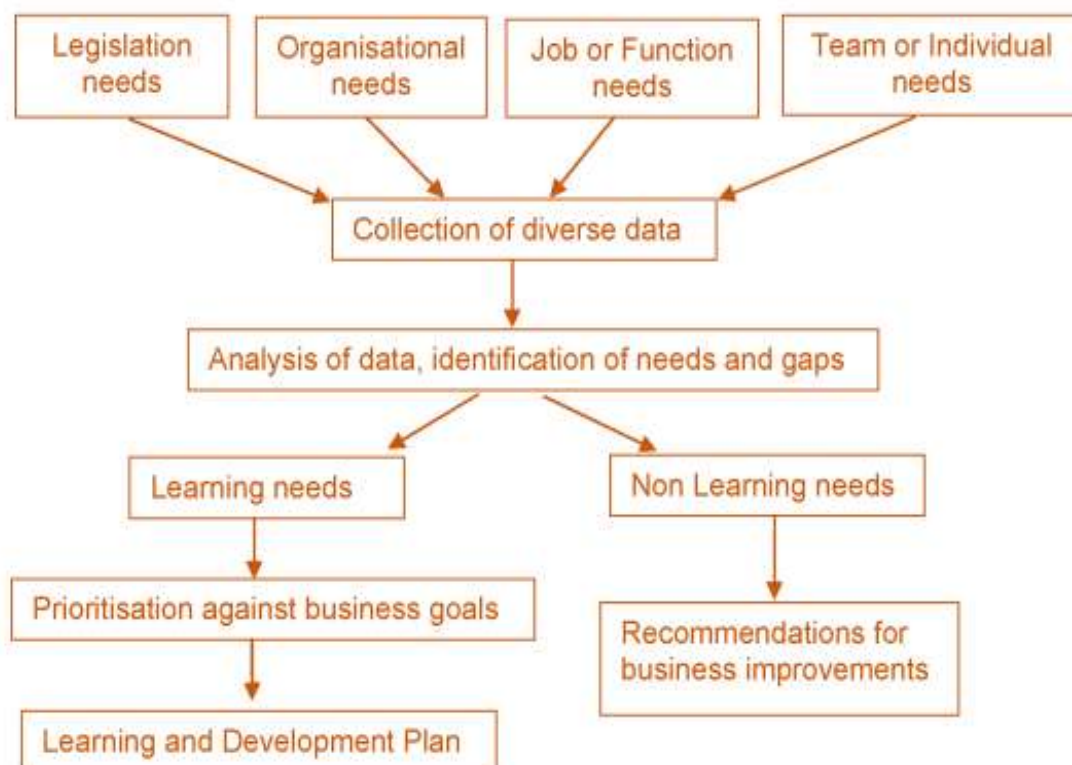 Legislation
needs
Organisational
needs
Job or Function
needs
Team or Individual
needs
Collection of diverse data
Analysis of data, identification of needs and gaps
Learning needs
Non Learning needs
Prioritisation against business goals
Recommendations for
business improvements
Learning and Development Plan